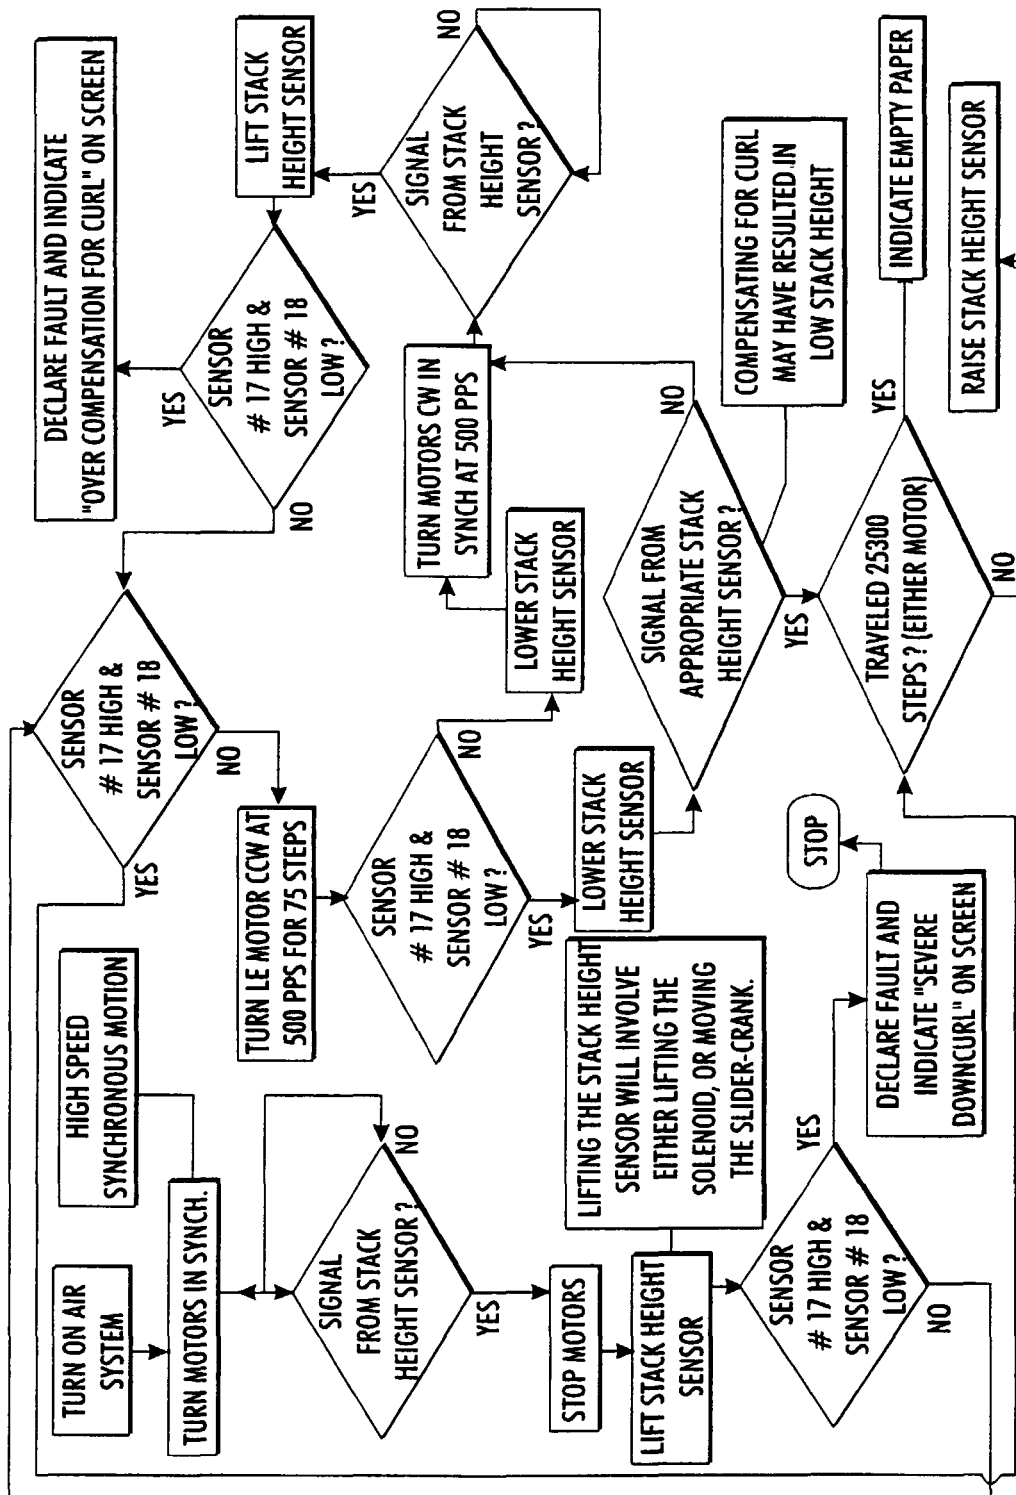 TURN ON AIR
SYSTEM
HIGH SPEED
SYNCHRONOUS MOTION
TURN MOTORS IN SYNCH.
SIGNAL
FROM STACK
HEIGHT SENSOR?
NO
YES
STOP MOTORS
LIFT STACK HEIGHT
SENSOR
LIFTING THE STACK HEIGHT
SENSOR WILL INVOLVE
EITHER LIFTING THE
SOLENOID, OR MOVING
THE SLIDER-CRANK.
SENSOR
# 17 HIGH &
SENSOR # 18
LOW?
YES
NO
DECLARE FAULT AND
INDICATE "SEVERE
DOWNCURL" ON SCREEN
STOP
SENSOR
# 17 HIGH &
SENSOR # 18
LOW?
YES
NO
TURN LE MOTOR CCW AT
500 PPS FOR 75 STEPS
SENSOR
# 17 HIGH &
SENSOR # 18
LOW?
NO
YES
LOWER STACK
HEIGHT SENSOR
LOWER STACK
HEIGHT SENSOR
TURN MOTORS CW IN
SYNCH AT 500 PPS
SIGNAL FROM
APPROPRIATE STACK
HEIGHT SENSOR?
NO
YES
COMPENSATING FOR CURL
MAY HAVE RESULTED.IN
LOW STACK HEIGHT
TRAVELED 25300
STEPS? (EITHER MOTOR)
YES
NO
INDICATE EMPTY PAPER
RAISE STACK HEIGHT SENSOR
DECLARE FAULT AND INDICATE
"OVER COMPENSATION FOR CURL" ON SCREEN
YES
SENSOR
# 17 HIGH &
SENSOR # 18
LOW?
NO
LIFT STACK
HEIGHT SENSOR
YES
SIGNAL
FROM STACK
HEIGHT
SENSOR?
NO